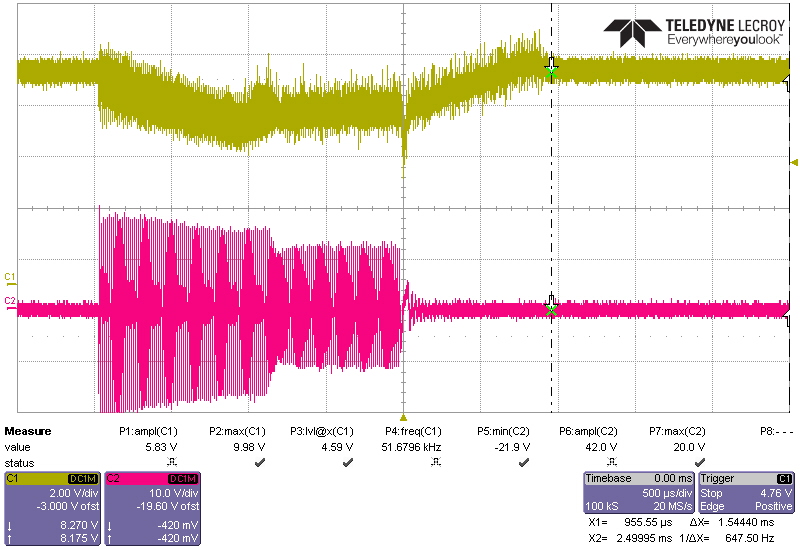 TELEDYNE LECROY
Everywhereyoulook™
C1
C2
Measure P1:ampl(C1) P2:max(C1) P3:lvl@x(C1) P4:freq(C1) P5:min(C2) P6:ampl(C2) P7:max(C2) P8:- - -
value 5.83 V 9.98 V 4.59 V 51.6796 kHz -21.9 V 42.0 V 20.0 V
status
C1 DC1M
2.00 V/div
-3.000 V ofst
↓ 8.270 V
↑ 8.175 V
C2 DC1M
10.0 V/div
-19.60 V ofst
↓ -420 mV
↑ -420 mV
Timebase 0.00 ms
500 µs/div
100 kS 20 MS/s
Trigger C1
Stop 4.76 V
Edge Positive
X1= 955.55 µs ΔX= 1.54440 ms
X2= 2.49995 ms 1/ΔX= 647.50 Hz